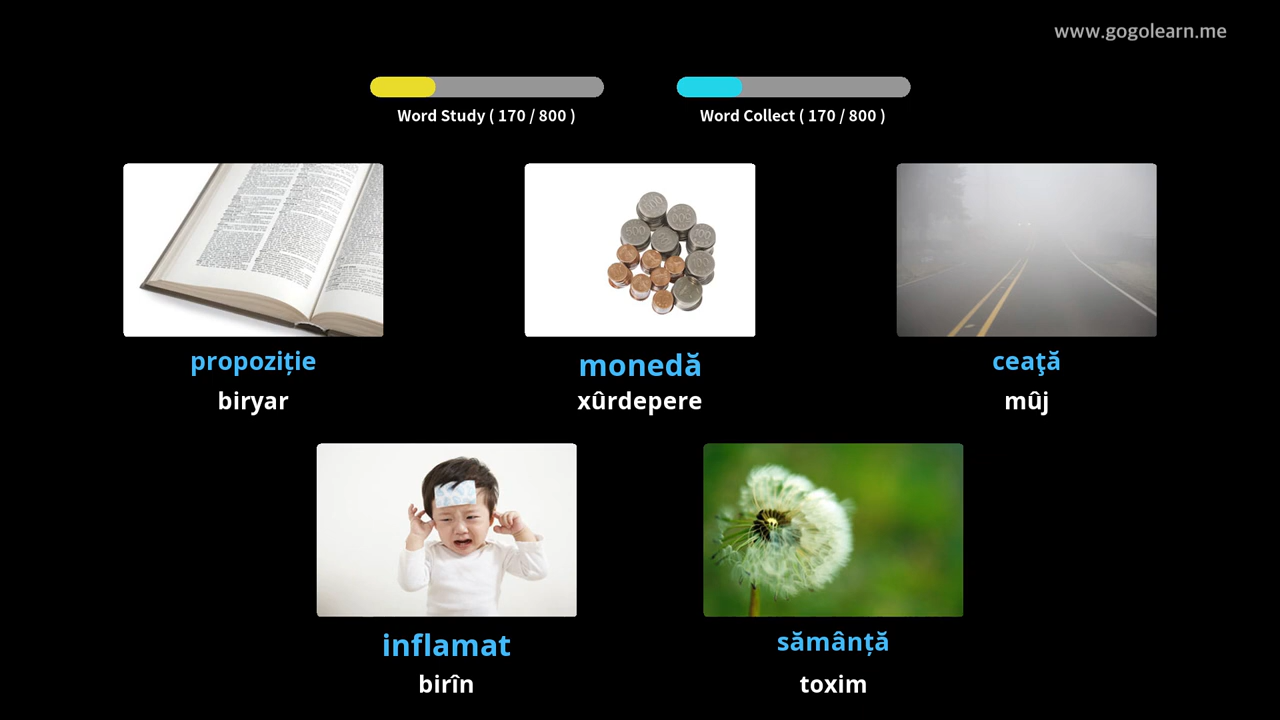 www.gogolearn.me
Word Study ( 170 / 800 )
Word Collect ( 170 / 800 )
propoziție
biryar
monedă
xûrdepere
ceaţă
mûj
inflamat
birîn
sămânță
toxim